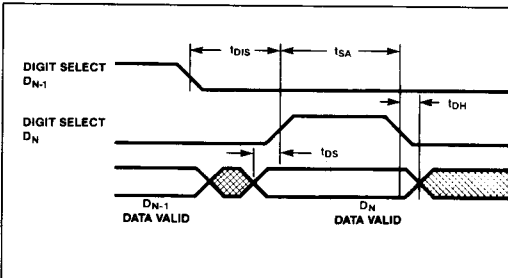 tDIS
tSA
DIGIT SELECT
DN-1
tDH
DIGIT SELECT
DN
tDS
DN-1
DATA VALID
DN
DATA VALID